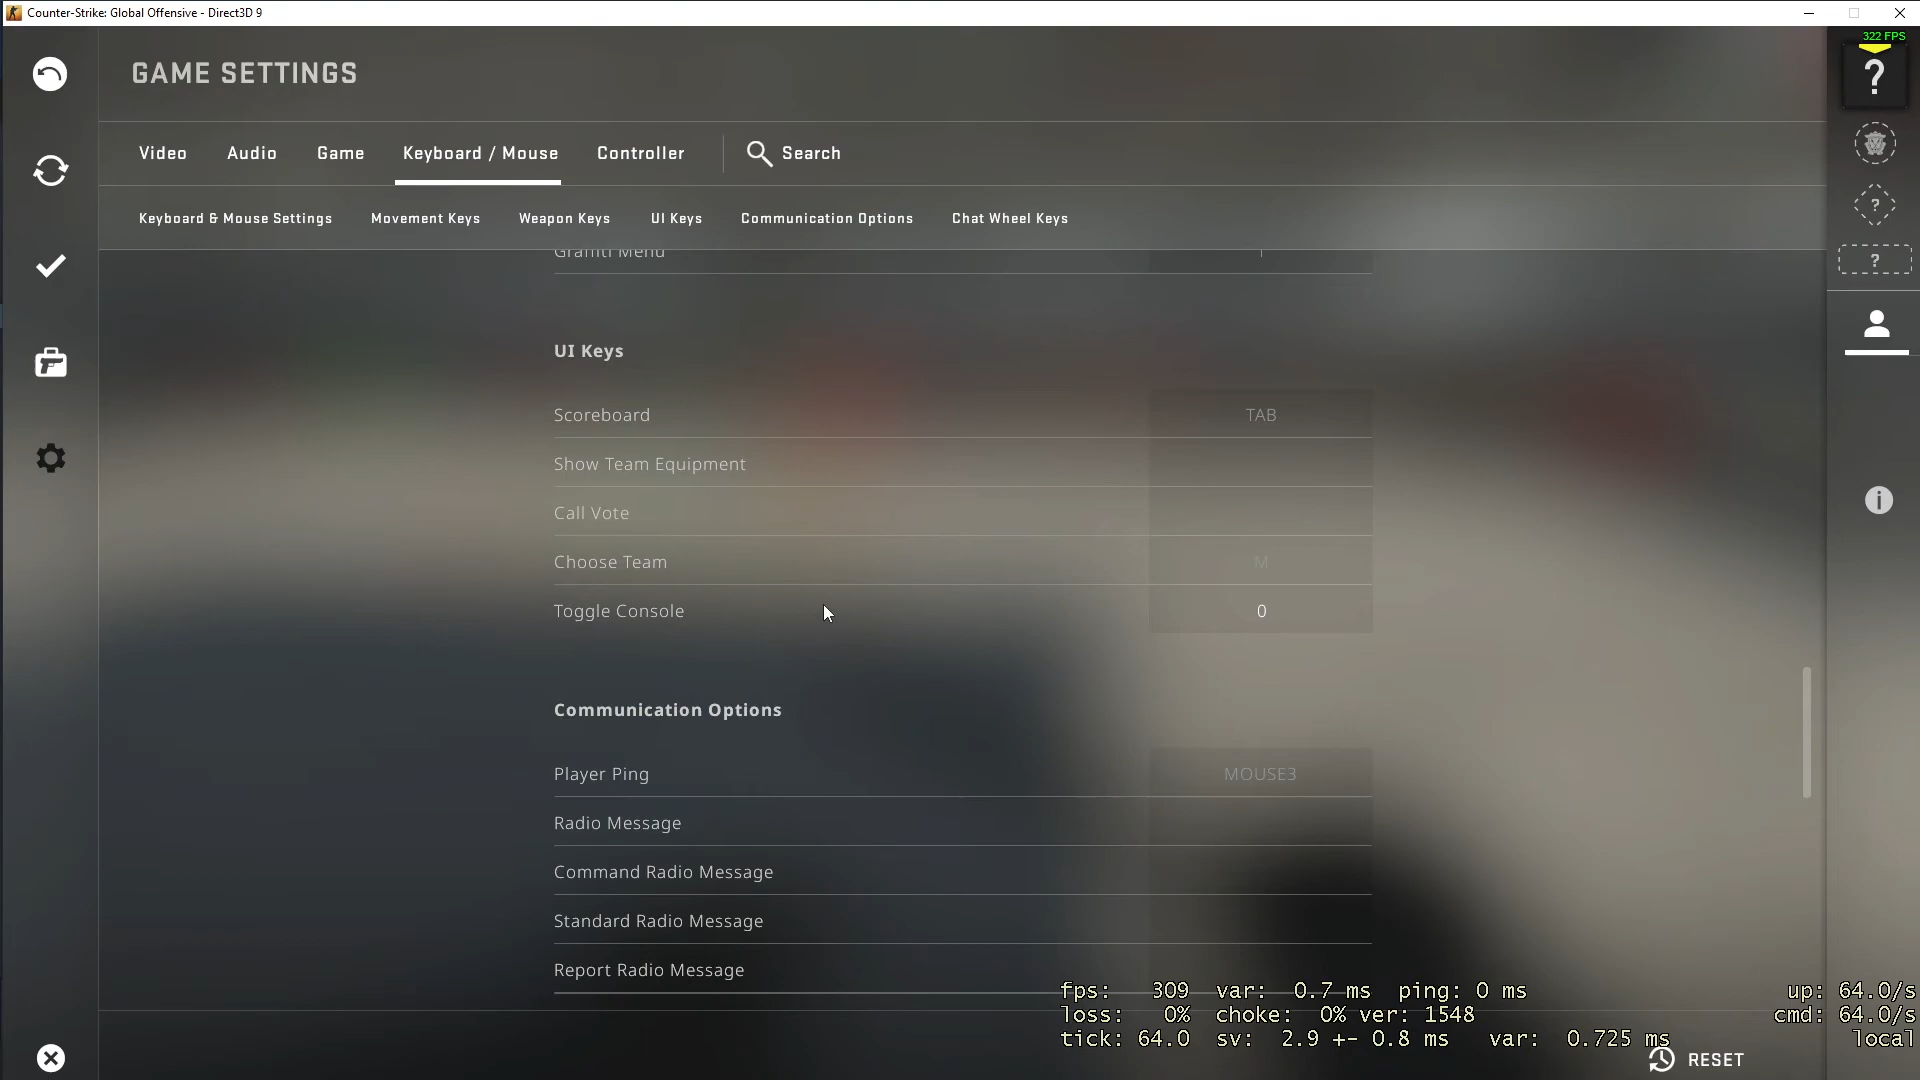 Counter-Strike: Global Offensive - Direct3D 9
322 FPS
GAME SETTINGS
?
Video Audio Game Keyboard / Mouse Controller Search
?
Keyboard & Mouse Settings Movement Keys Weapon Keys UI Keys Communication Options Chat Wheel Keys
Graffiti Menu
?
UI Keys
Scoreboard TAB
Show Team Equipment
Call Vote
Choose Team M
Toggle Console 0
Communication Options
Player Ping MOUSE3
Radio Message
Command Radio Message
Standard Radio Message
Report Radio Message
fps: 309 var: 0.7 ms ping: 0 ms up: 64.0/s
loss: 0% choke: 0% ver: 1548 cmd: 64.0/s
tick: 64.0 sv: 2.9 +- 0.8 ms var: 0.725 ms local
RESET